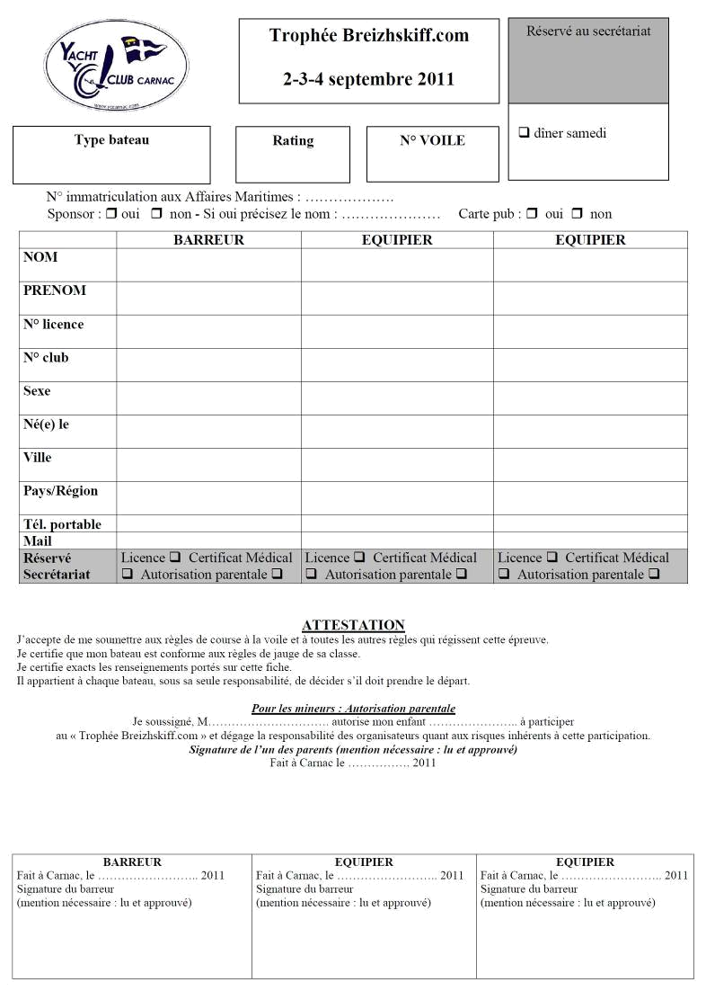 YACHT
CLUB CARNAC
www.yccarnac.com
Trophée Breizhskiff.com
2-3-4 septembre 2011
Réservé au secrétariat
❑ dîner samedi
Type bateau
Rating
N° VOILE
N° immatriculation aux Affaires Maritimes : ……………….
Sponsor : ❑ oui ❑ non - Si oui précisez le nom : ………………… Carte pub : ❑ oui ❑ non
BARREUR EQUIPIER EQUIPIER
NOM
PRENOM
N° licence
N° club
Sexe
Né(e) le
Ville
Pays/Région
Tél. portable
Mail
Réservé Licence ❑ Certificat Médical Licence ❑ Certificat Médical Licence ❑ Certificat Médical
Secrétariat ❑ Autorisation parentale ❑ ❑ Autorisation parentale ❑ ❑ Autorisation parentale ❑
ATTESTATION
J’accepte de me soumettre aux règles de course à la voile et à toutes les autres règles qui régissent cette épreuve.
Je certifie que mon bateau est conforme aux règles de jauge de sa classe.
Je certifie exacts les renseignements portés sur cette fiche.
Il appartient à chaque bateau, sous sa seule responsabilité, de décider s’il doit prendre le départ.
Pour les mineurs : Autorisation parentale
Je soussigné, M…………………………. autorise mon enfant ………………….. à participer
au « Trophée Breizhskiff.com » et dégage la responsabilité des organisateurs quant aux risques inhérents à cette participation.
Signature de l’un des parents (mention nécessaire : lu et approuvé)
Fait à Carnac le ……………. 2011
BARREUR EQUIPIER EQUIPIER
Fait à Carnac, le …………………….. 2011 Fait à Carnac, le …………………….. 2011 Fait à Carnac, le …………………….. 2011
Signature du barreur Signature du barreur Signature du barreur
(mention nécessaire : lu et approuvé) (mention nécessaire : lu et approuvé) (mention nécessaire : lu et approuvé)